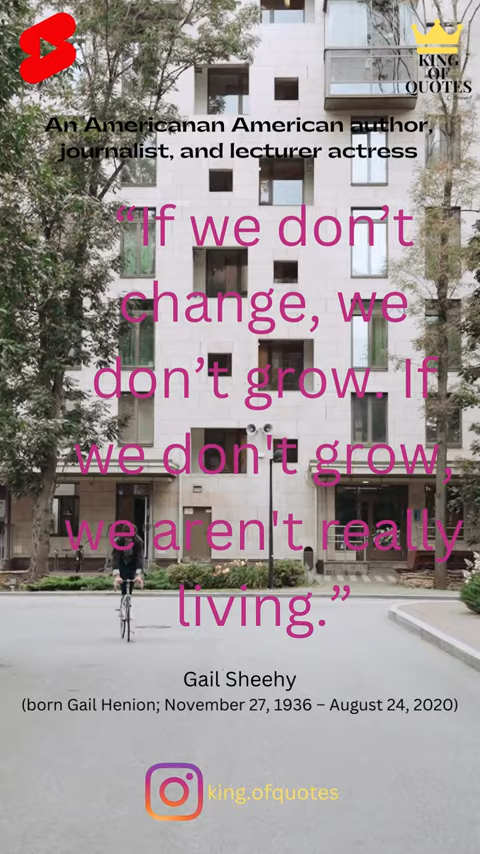 KING
OF
QUOTES
An Americanan American author,
journalist, and lecturer actress
“If we don’t
change, we
don’t grow. If
we don't grow,
we aren't really
living.”
Gail Sheehy
(born Gail Henion; November 27, 1936 – August 24, 2020)
king.ofquotes